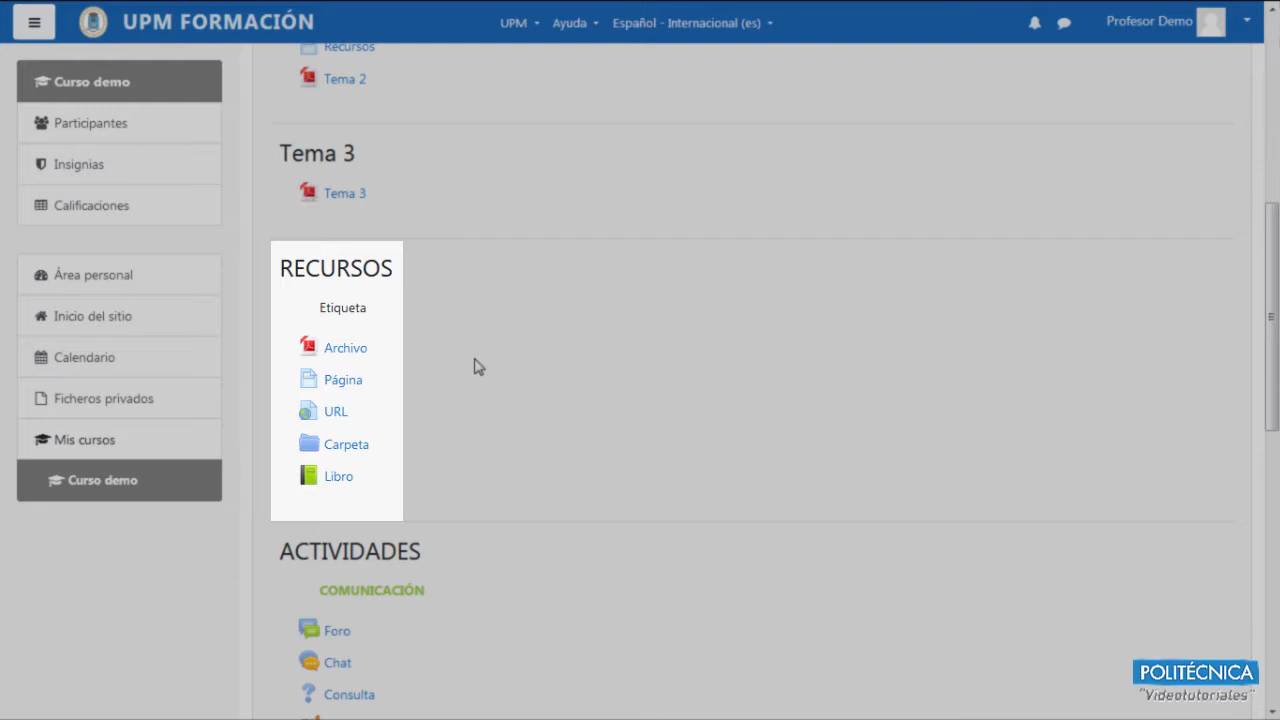 UPM FORMACIÓN
UPM
Ayuda
Español - Internacional (es)
Profesor Demo
Curso demo
Participantes
Insignias
Calificaciones
Área personal
Inicio del sitio
Calendario
Ficheros privados
Mis cursos
Curso demo
Recursos
Tema 2
Tema 3
Tema 3
RECURSOS
Etiqueta
Archivo
Página
URL
Carpeta
Libro
ACTIVIDADES
COMUNICACIÓN
Foro
Chat
Consulta
POLITÉCNICA
"Videotutoriales"